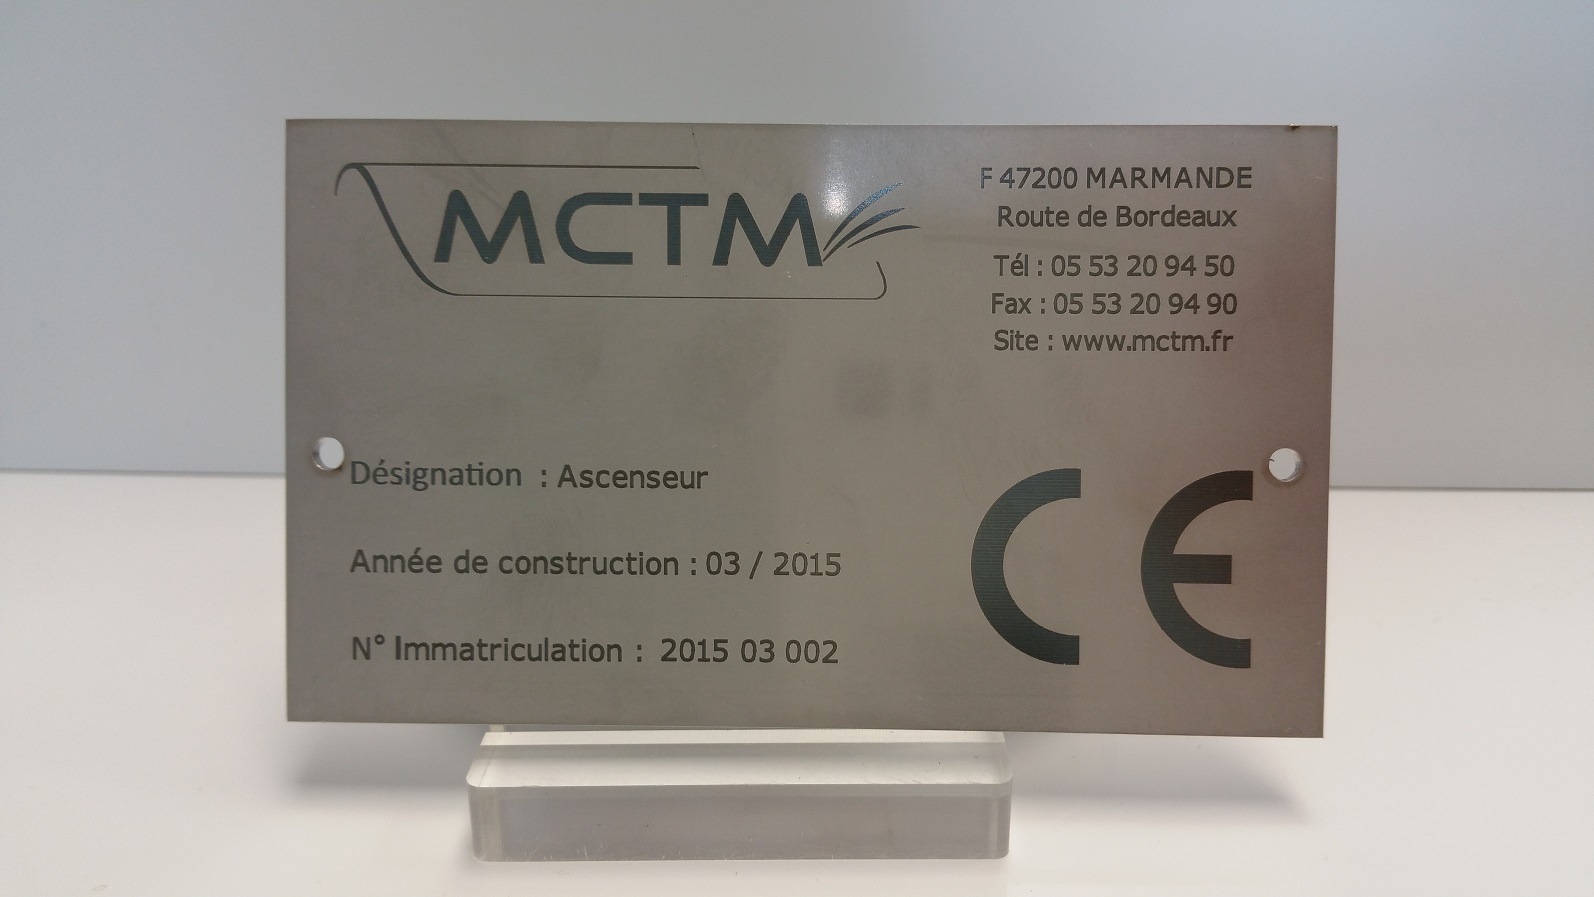 MCTM
F 47200 MARMANDE
Route de Bordeaux
Tél : 05 53 20 94 50
Fax : 05 53 20 94 90
Site : www.mctm.fr
Désignation : Ascenseur
Année de construction : 03 / 2015
N° Immatriculation : 2015 03 002
CE